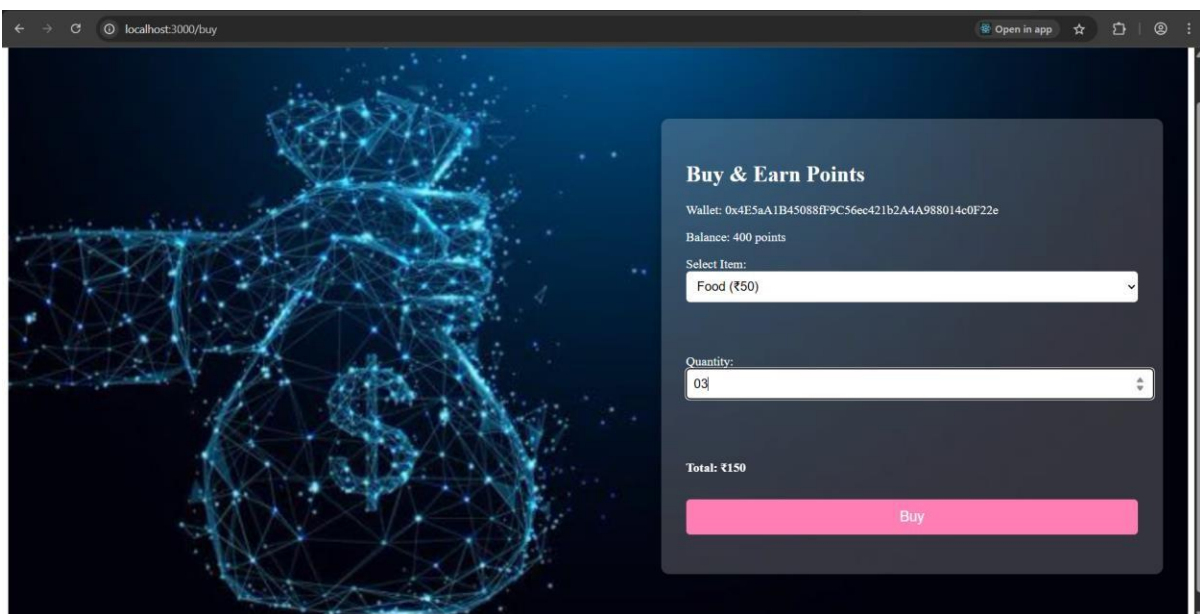 localhost:3000/buy
Open in app
Buy & Earn Points
Wallet: 0x4E5aA1B45088fF9C56ec421b2A4A988014c0F22e
Balance: 400 points
Select Item:
Food (₹50)
Quantity:
03
Total: ₹150
Buy